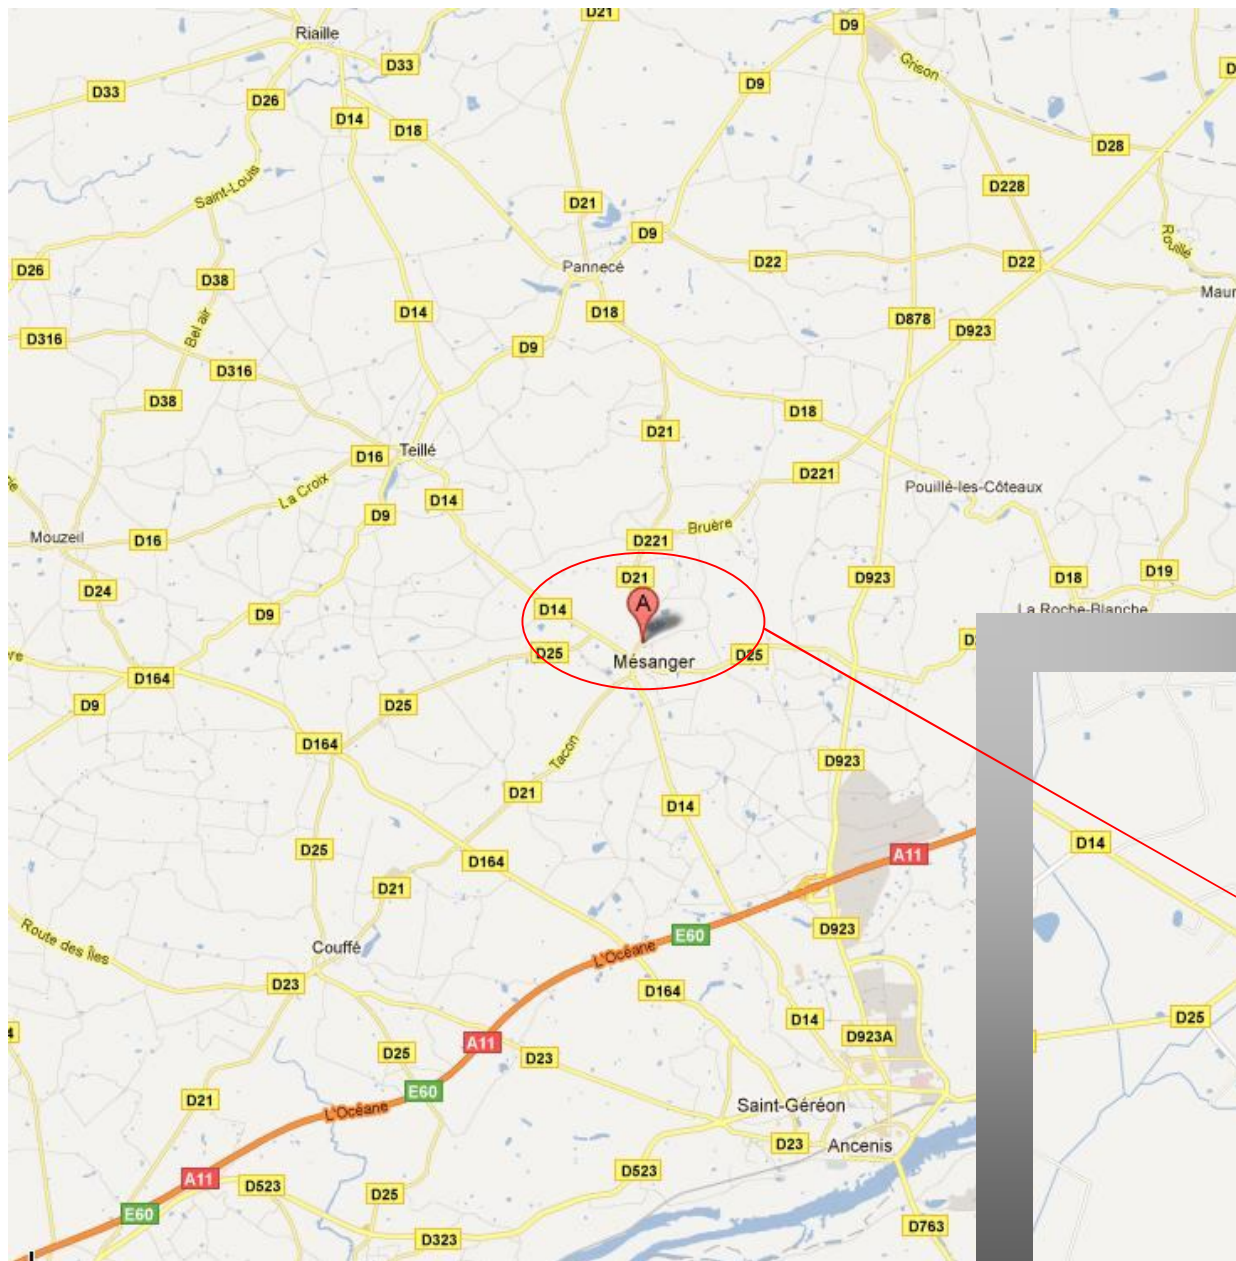 D21
Riaille
D9
D33
Grison
D
D33
D9
D26
D14
D18
D28
Saint-Louis
D228
D21
D9
Rouillé
D26
Pannecé
D22
D22
D38
Maur
D14
D18
D878
D923
D316
Bel air
D9
D316
D38
D18
D21
Teillé
D16
D221
La Croix
D14
Pouillé-les-Côteaux
D9
Bruère
Mouzeil
D16
D221
D21
D923
D18
D19
D24
A
D14
La Roche-Blanche
D9
D25
Mésanger
D25
D164
D9
D25
D164
Tacon
D923
D21
D14
D14
D25
D164
A11
D21
Route des Îles
D923
E60
Couffé
L'Océane
D23
D164
D25
D14
D923A
A11
D25
D23
E60
D21
L'Océane
Saint-Géréon
D23
Ancenis
D523
A11
D523
D25
E60
D323
D763